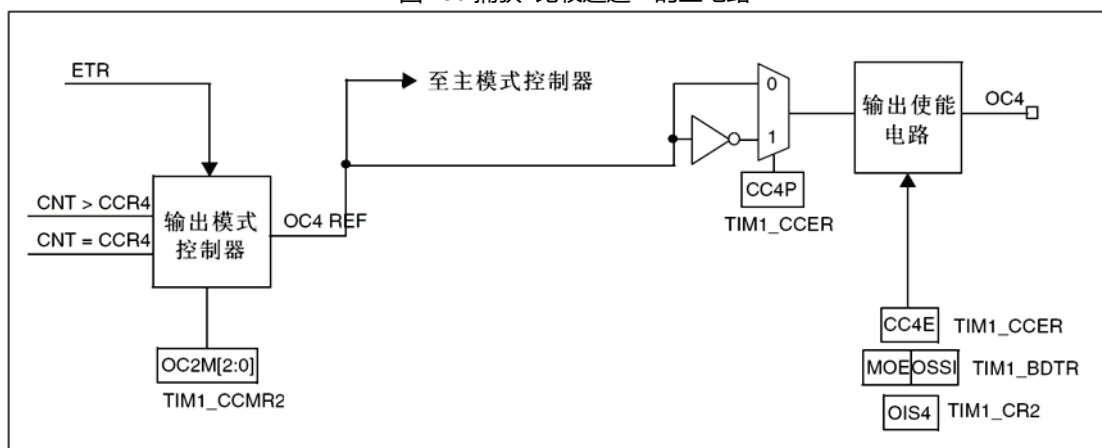 ETR
至主模式控制器
0
1
输出使能
电路
OC4
CC4P
TIM1_CCER
CNT > CCR4
CNT = CCR4
输出模式
控制器
OC4 REF
OC2M[2:0]
TIM1_CCMR2
CC4E TIM1_CCER
MOE OSSI TIM1_BDTR
OIS4 TIM1_CR2